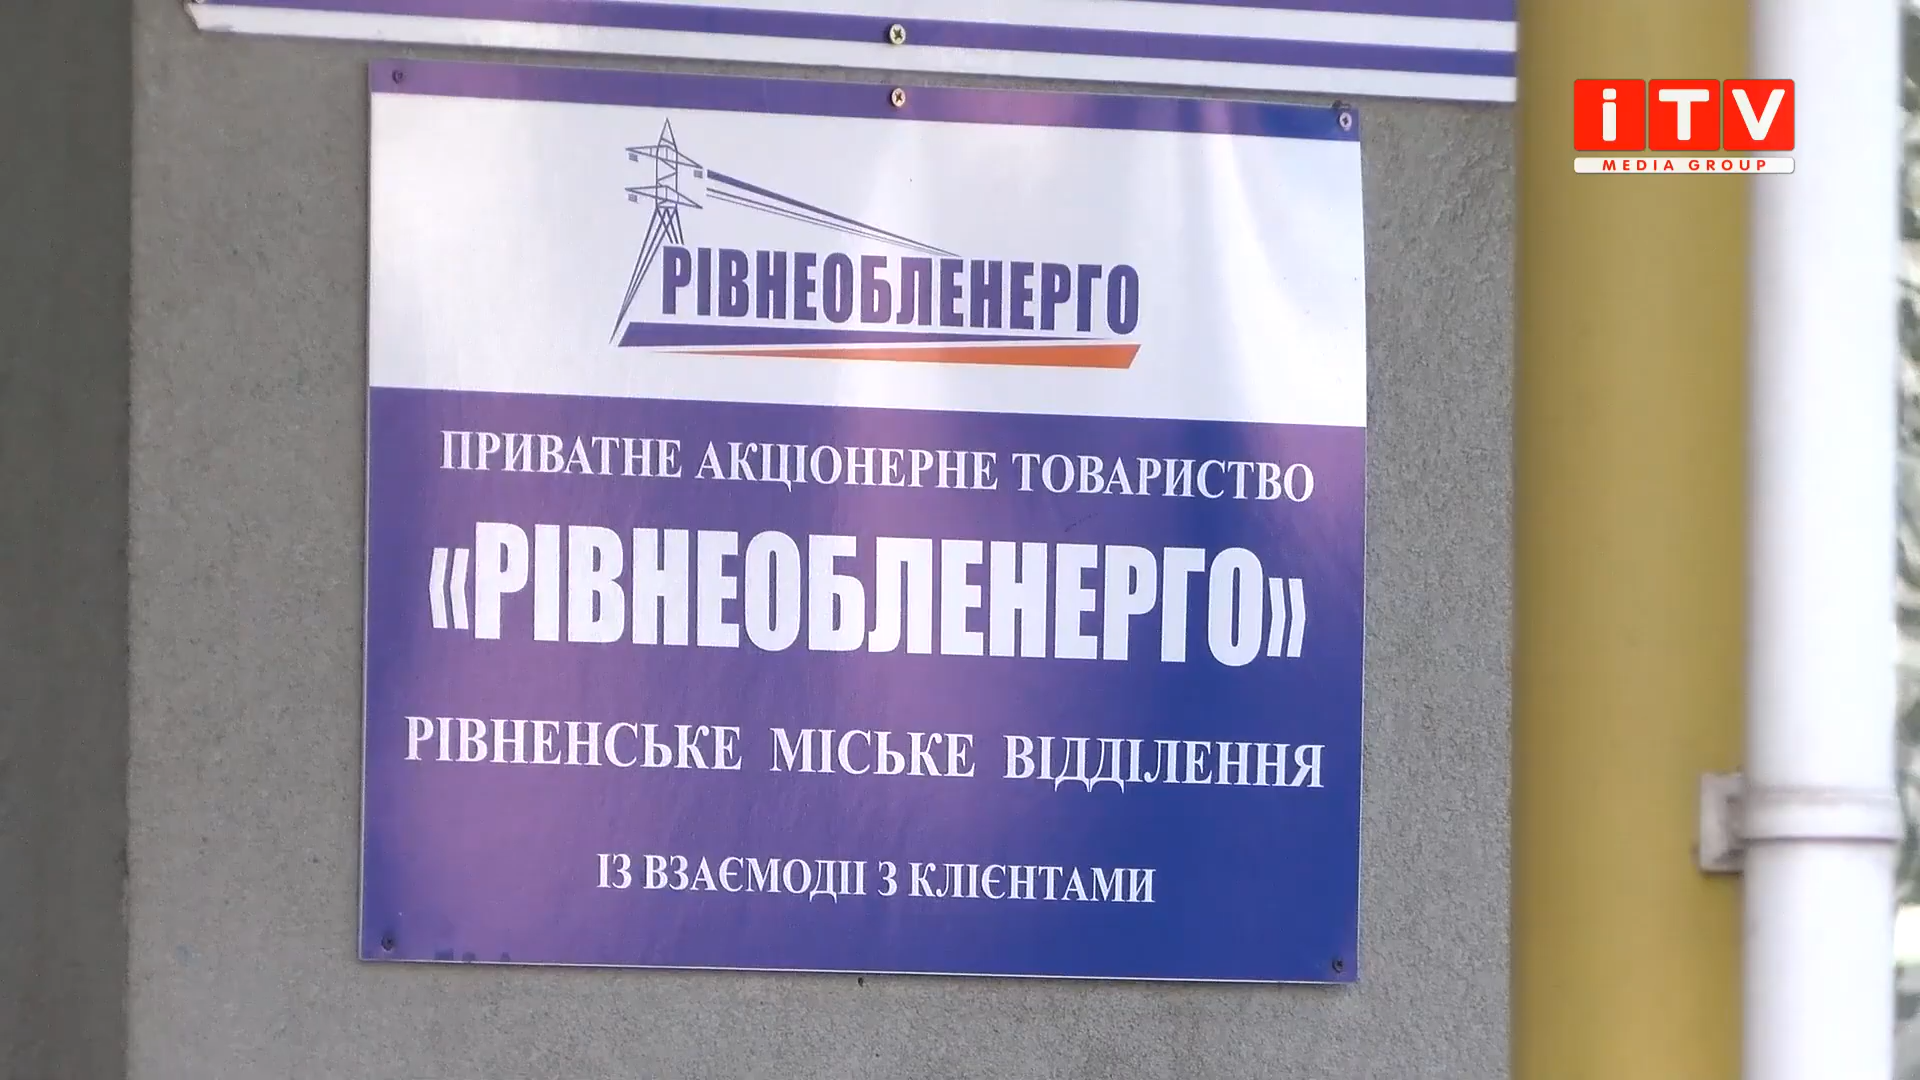 iTV
MEDIA GROUP
РІВНЕОБЛЕНЕРГО
ПРИВАТНЕ АКЦІОНЕРНЕ ТОВАРИСТВО
«РІВНЕОБЛЕНЕРГО»
РІВНЕНСЬКЕ МІСЬКЕ ВІДДІЛЕННЯ
ІЗ ВЗАЄМОДІЇ З КЛІЄНТАМИ